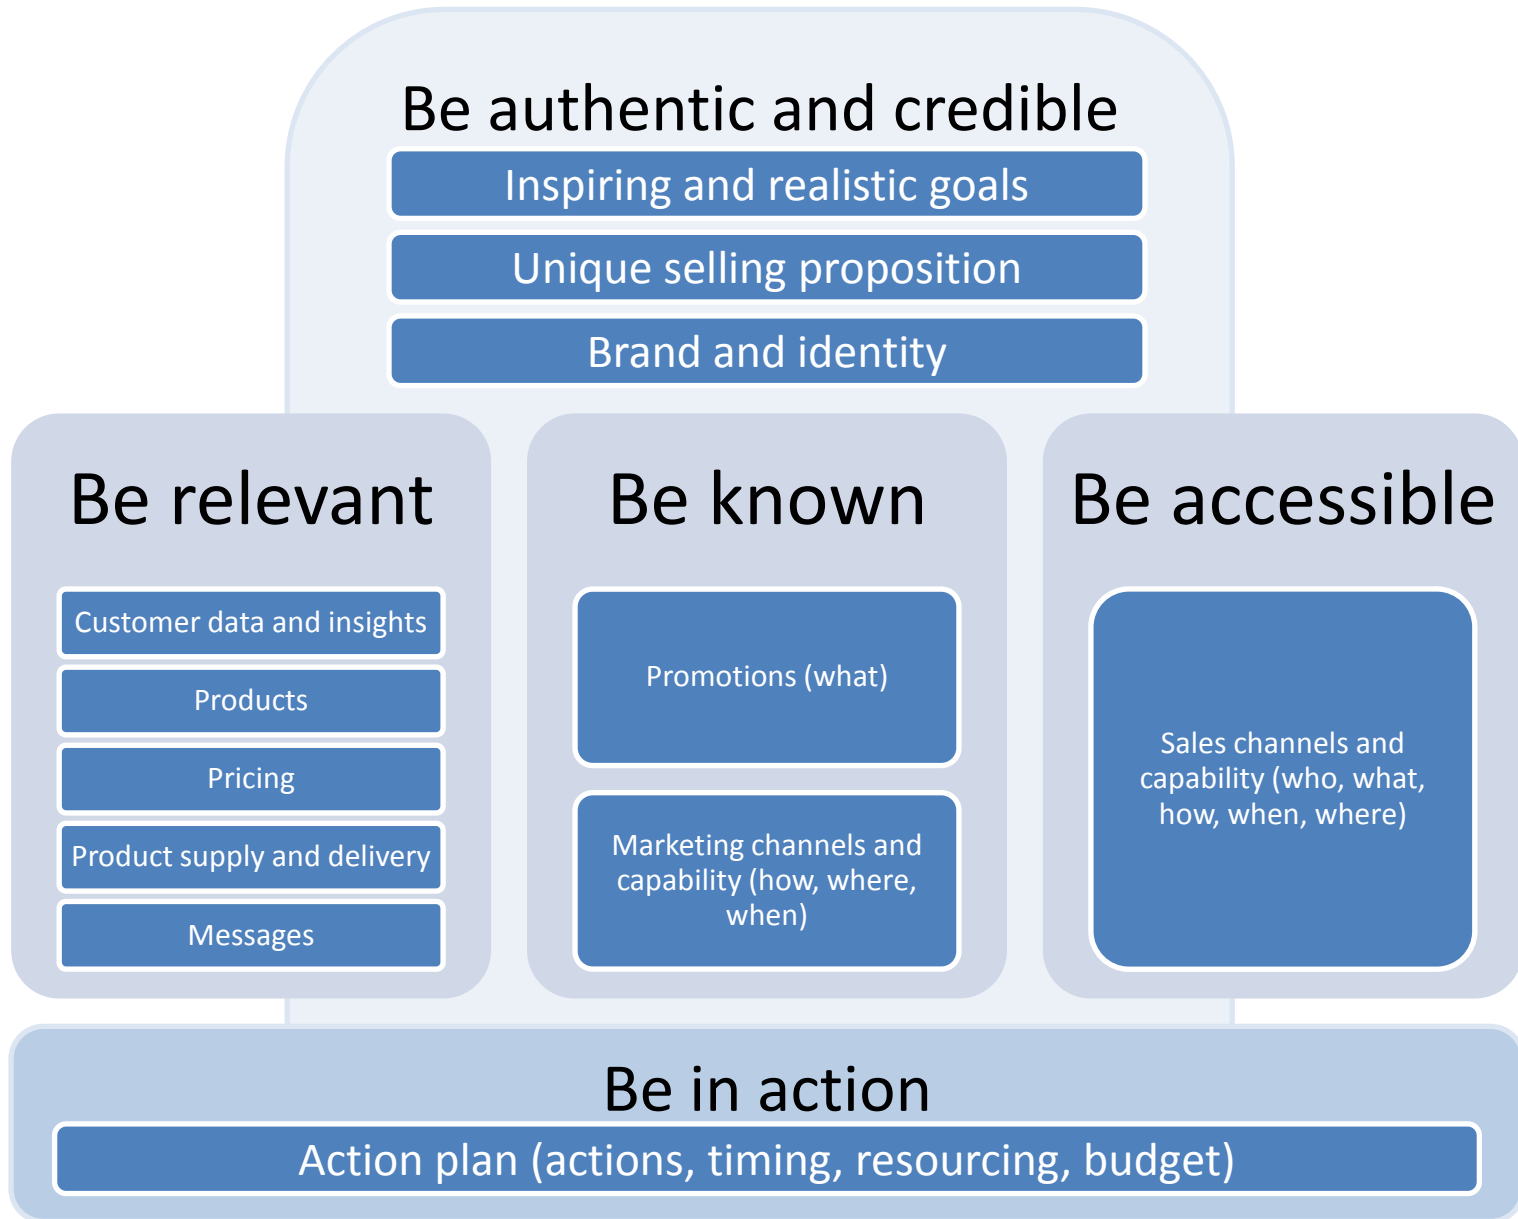 Be authentic and credible
Inspiring and realistic goals
Unique selling proposition
Brand and identity
Be relevant
Customer data and insights
Products
Pricing
Product supply and delivery
Messages
Be known
Promotions (what)
Marketing channels and
capability (how, where,
when)
Be accessible
Sales channels and
capability (who, what,
how, when, where)
Be in action
Action plan (actions, timing, resourcing, budget)